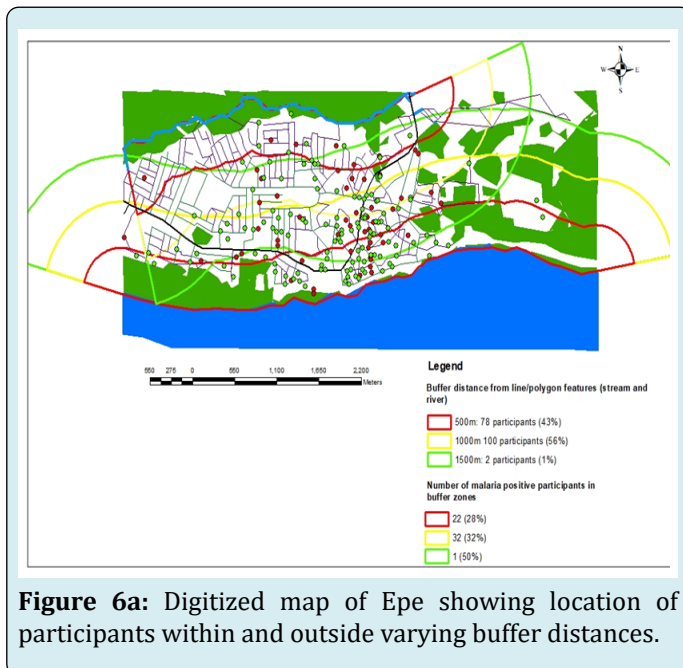 N
W E
S
550 275 0 550 1,100 1,650 2,200
Meters
Legend
Buffer distance from line/polygon features (stream and
river)
500m: 78 participants (43%)
1000m 100 participants (56%)
1500m: 2 participants (1%)
Number of malaria positive participants in
buffer zones
22 (28%)
32 (32%)
1 (50%)
Figure 6a: Digitized map of Epe showing location of
participants within and outside varying buffer distances.